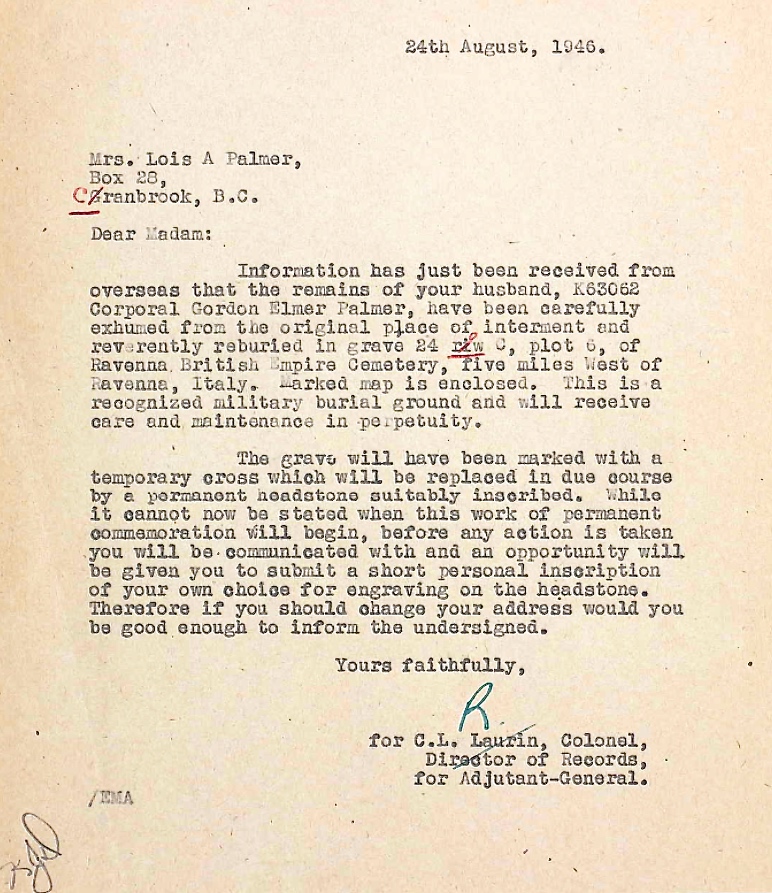 24th August, 1946.
Mrs. Lois A Palmer,
Box 28,
Cranbrook, B.C.
Dear Madam:
Information has just been received from
overseas that the remains of your husband, K63062
Corporal Gordon Elmer Palmer, have been carefully
exhumed from the original place of interment and
reverently reburied in grave 24 row C, plot 6, of
Ravenna British Empire Cemetery, five miles West of
Ravenna, Italy. Marked map is enclosed. This is a
recognized military burial ground and will receive
care and maintenance in perpetuity.
The grave will have been marked with a
temporary cross which will be replaced in due course
by a permanent headstone suitably inscribed. While
it cannot now be stated when this work of permanent
commemoration will begin, before any action is taken
you will be communicated with and an opportunity will
be given you to submit a short personal inscription
of your own choice for engraving on the headstone.
Therefore if you should change your address would you
be good enough to inform the undersigned.
Yours faithfully,
R
for C.L. Laurin, Colonel,
Director of Records,
for Adjutant-General.
/EMA